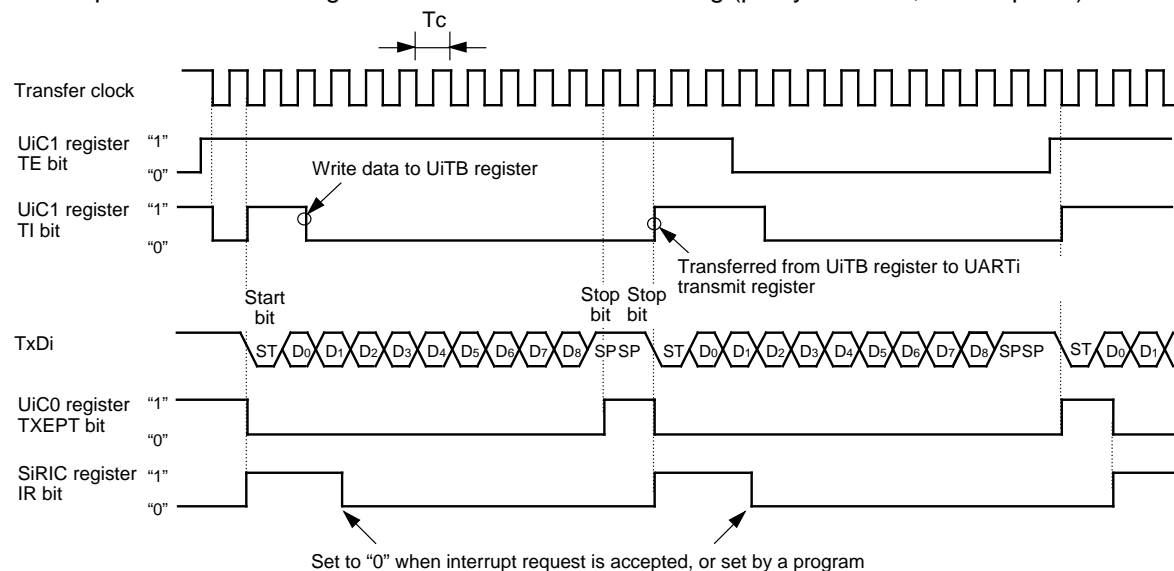 Tc
Transfer clock
UiC1 register “1”
TE bit “0”
Write data to UiTB register
UiC1 register “1”
TI bit
“0”
Transferred from UiTB register to UARTi
transmit register
Start
bit
Stop Stop
bit bit
TxDi
ST D0 D1 D2 D3 D4 D5 D6 D7 D8 SP SP ST D0 D1 D2 D3 D4 D5 D6 D7 D8 SPSP ST D0 D1
UiC0 register “1”
TXEPT bit
“0”
SiRIC register “1”
IR bit
“0”
Set to “0” when interrupt request is accepted, or set by a program